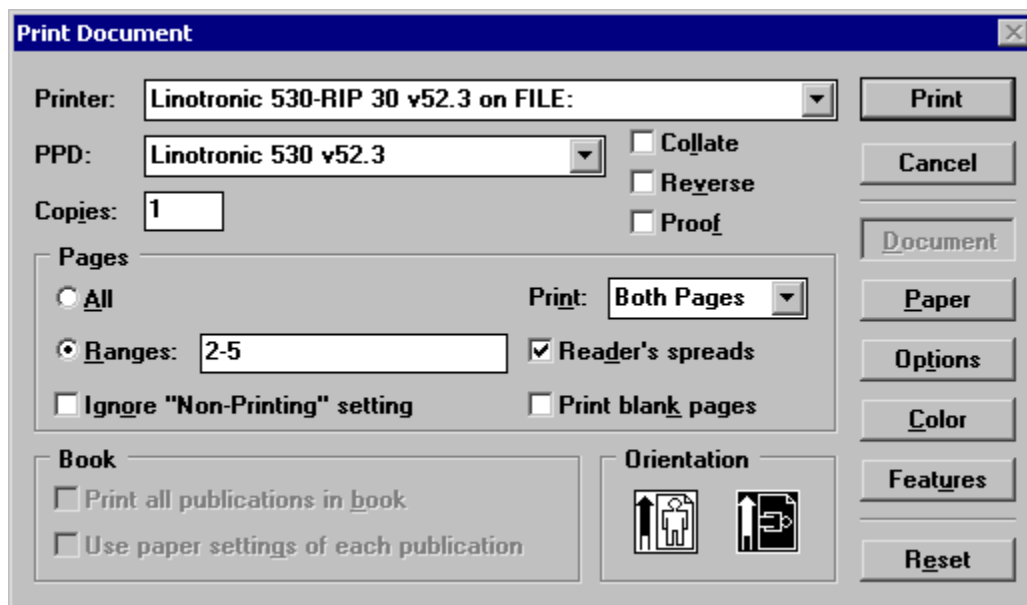 Print Document
Printer: Linotronic 530-RIP 30 v52.3 on FILE: Print
PPD: Linotronic 530 v52.3 Collate Cancel
Reverse
Copies: 1 Proof
Document
Pages
All Print: Both Pages Paper
Ranges: 2-5 Reader's spreads Options
Ignore "Non-Printing" setting Print blank pages Color
Book Orientation
Features
Print all publications in book
Use paper settings of each publication Reset